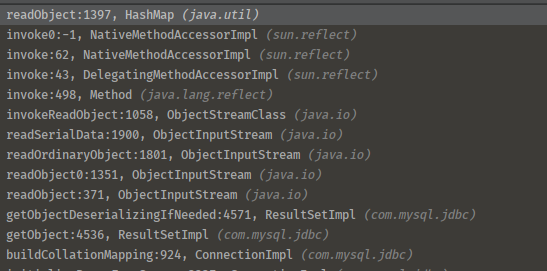 readObject:1397, HashMap (java.util)
invoke0:-1, NativeMethodAccessorImpl (sun.reflect)
invoke:62, NativeMethodAccessorImpl (sun.reflect)
invoke:43, DelegatingMethodAccessorImpl (sun.reflect)
invoke:498, Method (java.lang.reflect)
invokeReadObject:1058, ObjectStreamClass (java.io)
readSerialData:1900, ObjectInputStream (java.io)
readOrdinaryObject:1801, ObjectInputStream (java.io)
readObject0:1351, ObjectInputStream (java.io)
readObject:371, ObjectInputStream (java.io)
getObjectDeserializingIfNeeded:4571, ResultSetImpl (com.mysql.jdbc)
getObject:4536, ResultSetImpl (com.mysql.jdbc)
buildCollationMapping:924, ConnectionImpl (com.mysql.jdbc)